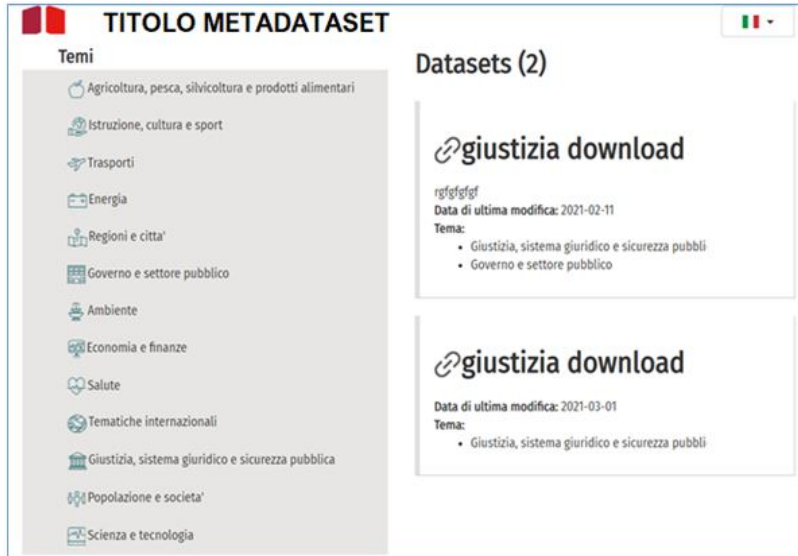 TITOLO METADATASET
Temi
Agricoltura, pesca, silvicoltura e prodotti alimentari
Istruzione, cultura e sport
Trasporti
Energia
Regioni e citta'
Governo e settore pubblico
Ambiente
Economia e finanze
Salute
Tematiche internazionali
Giustizia, sistema giuridico e sicurezza pubblica
Popolazione e societa'
Scienza e tecnologia
Datasets (2)
giustizia download
rgfgfgfgf
Data di ultima modifica: 2021-02-11
Tema:
• Giustizia, sistema giuridico e sicurezza pubbli
• Governo e settore pubblico
giustizia download
Data di ultima modifica: 2021-03-01
Tema:
• Giustizia, sistema giuridico e sicurezza pubbli